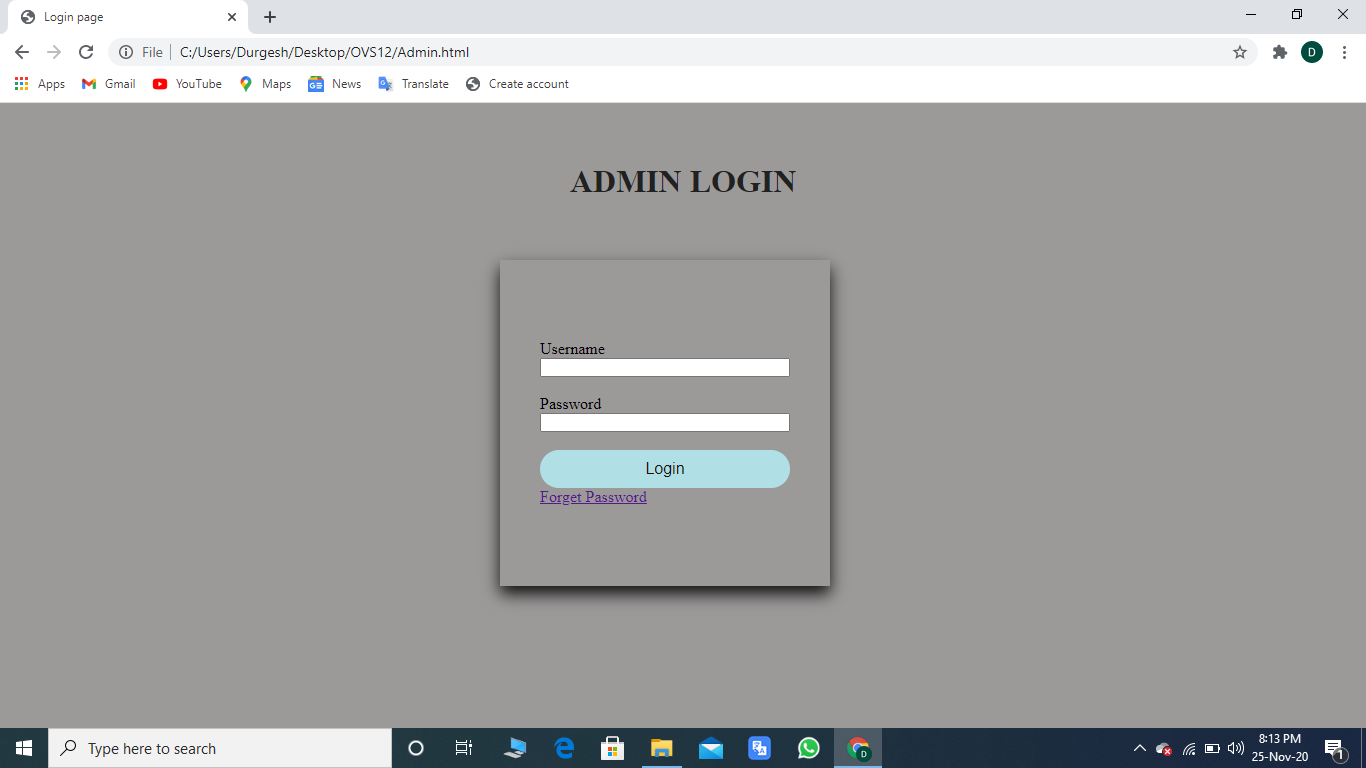 Login page
File C:/Users/Durgesh/Desktop/OVS12/Admin.html
D
Apps Gmail YouTube Maps News Translate Create account
ADMIN LOGIN
Username
Password
Login
Forget Password
Type here to search
8:13 PM
25-Nov-20
1